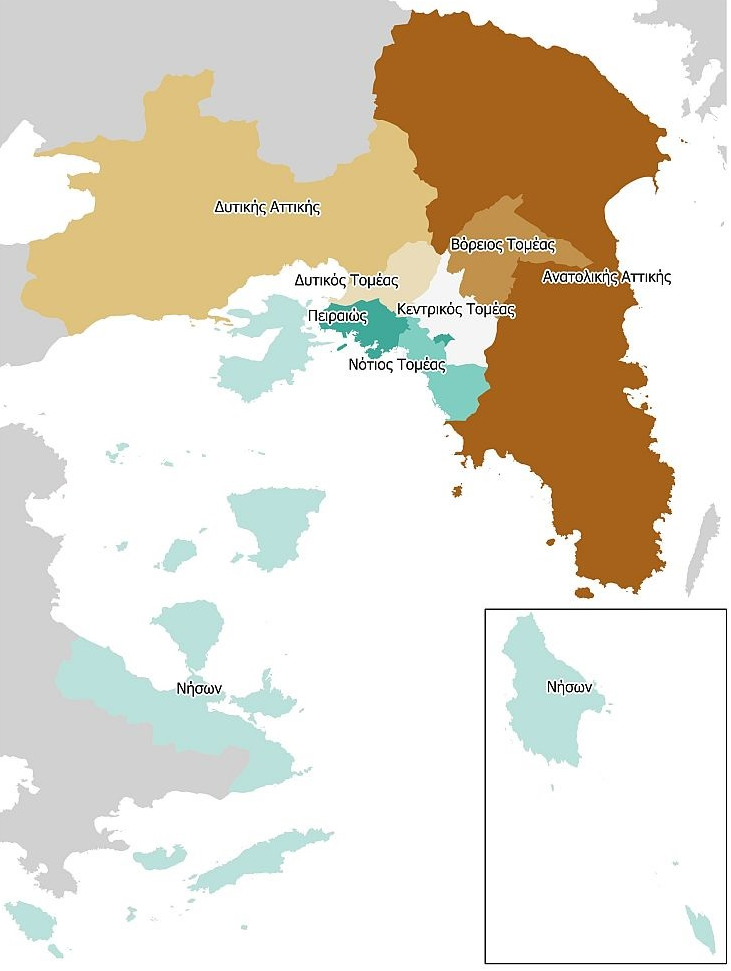 Δυτικής Αττικής
Βόρειος Τομέας
Ανατολικής Αττικής
Δυτικός Τομέας
Κεντρικός Τομέας
Πειραιώς
Νότιος Τομέας
Νήσων
Νήσων